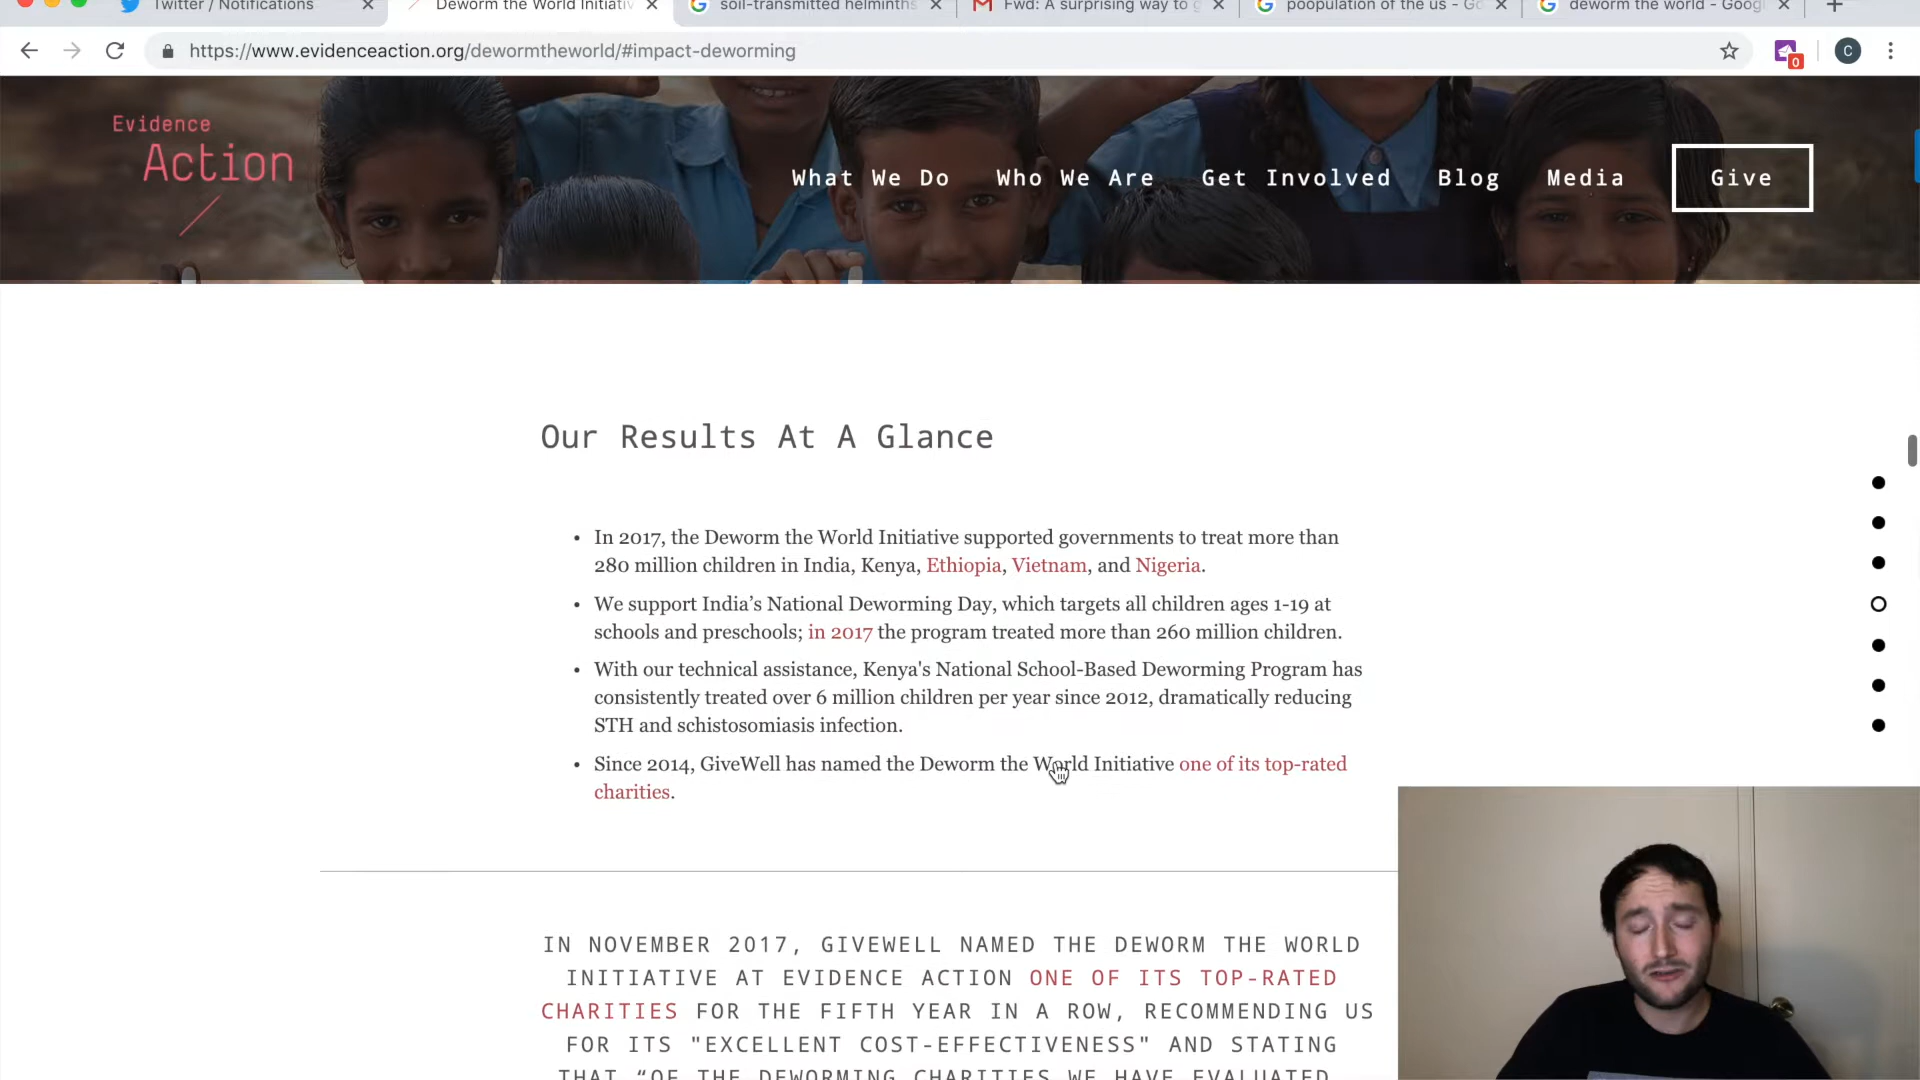 Twitter / Notifications
Deworm the World Initiativ
soil-transmitted helminths
Fwd: A surprising way to g
poopulation of the us - Go
deworm the world - Googl
https://www.evidenceaction.org/dewormtheworld/#impact-deworming
0
C
Evidence
Action
What We Do
Who We Are
Get Involved
Blog
Media
Give
Our Results At A Glance
• In 2017, the Deworm the World Initiative supported governments to treat more than
280 million children in India, Kenya, Ethiopia, Vietnam, and Nigeria.
• We support India’s National Deworming Day, which targets all children ages 1-19 at
schools and preschools; in 2017 the program treated more than 260 million children.
• With our technical assistance, Kenya's National School-Based Deworming Program has
consistently treated over 6 million children per year since 2012, dramatically reducing
STH and schistosomiasis infection.
• Since 2014, GiveWell has named the Deworm the World Initiative one of its top-rated
charities.
IN NOVEMBER 2017, GIVEWELL NAMED THE DEWORM THE WORLD
INITIATIVE AT EVIDENCE ACTION ONE OF ITS TOP-RATED
CHARITIES FOR THE FIFTH YEAR IN A ROW, RECOMMENDING US
FOR ITS "EXCELLENT COST-EFFECTIVENESS" AND STATING
THAT “OF THE DEWORMING CHARITIES WE HAVE EVALUATED,